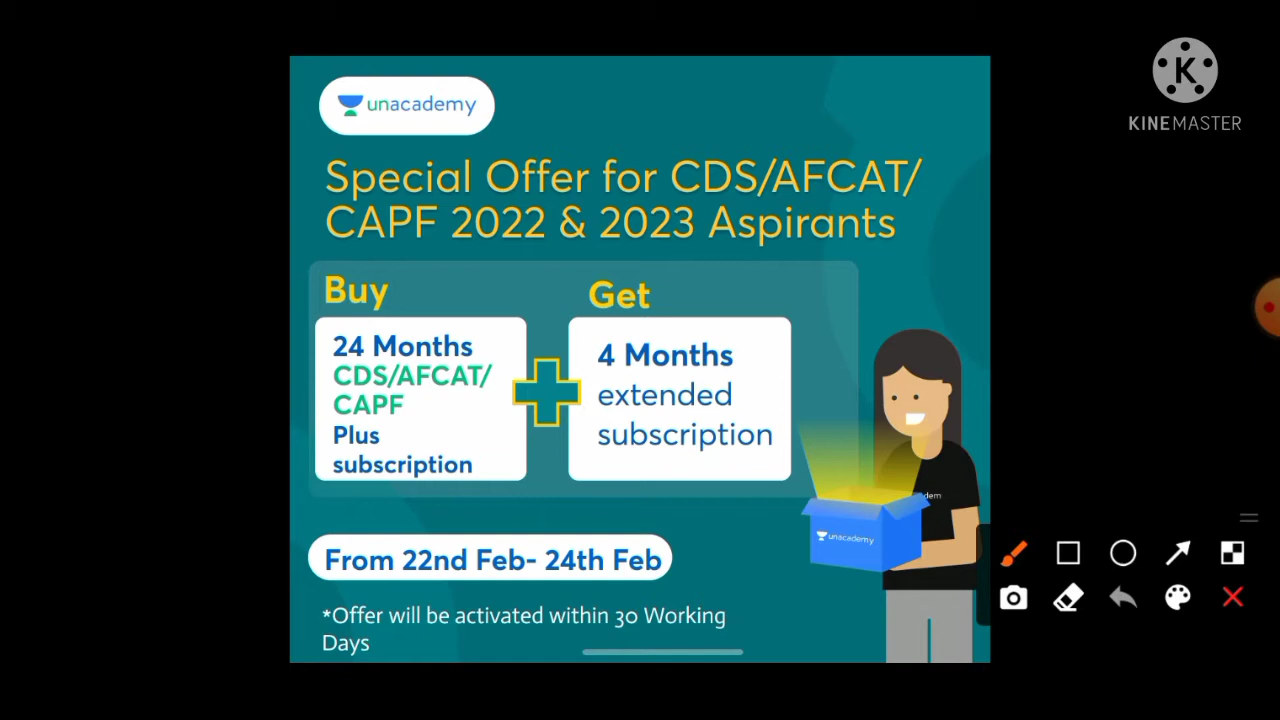 unacademy
Special Offer for CDS/AFCAT/
CAPF 2022 & 2023 Aspirants
Buy
24 Months
CDS/AFCAT/
CAPF
Plus
subscription
Get
4 Months
extended
subscription
From 22nd Feb- 24th Feb
*Offer will be activated within 30 Working
Days
dem
unacademy
K
KINEMASTER